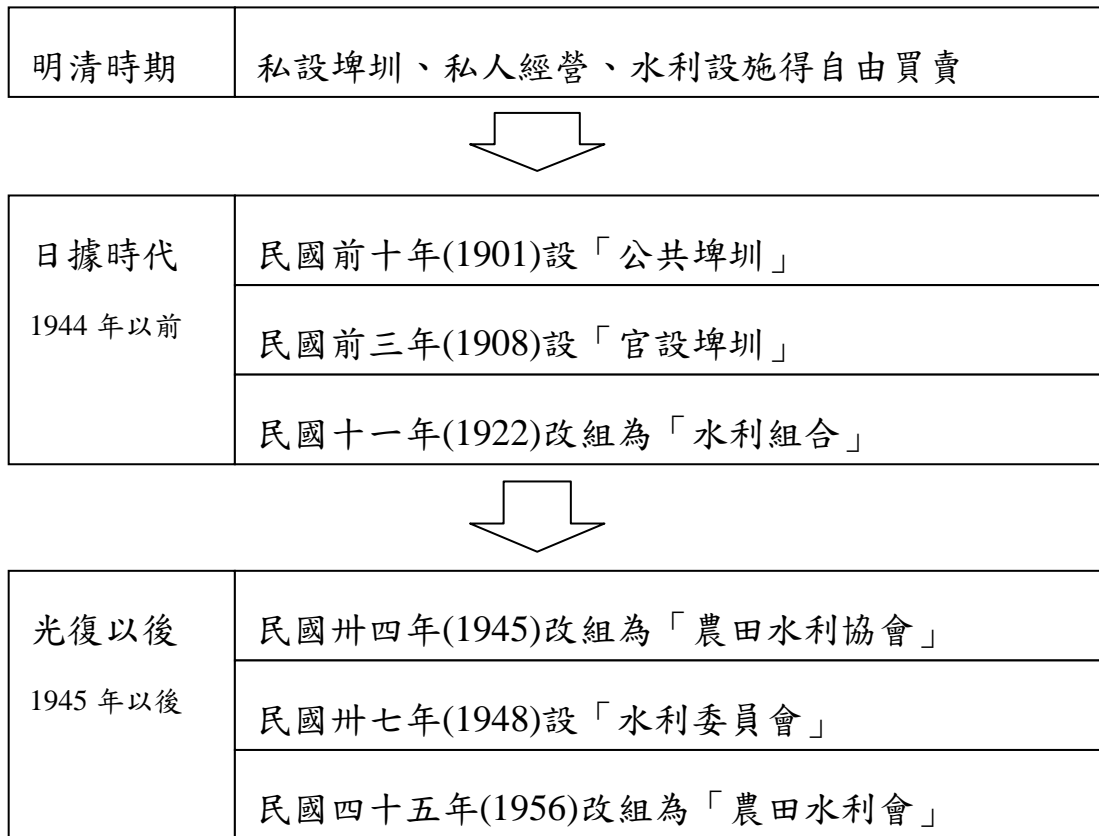 明清時期
私設埤圳、私人經營、水利設施得自由買賣
日據時代
1944 年以前
民國前十年(1901)設「公共埤圳」
民國前三年(1908)設「官設埤圳」
民國十一年(1922)改組為「水利組合」
光復以後
1945 年以後
民國卅四年(1945)改組為「農田水利協會」
民國卅七年(1948)設「水利委員會」
民國四十五年(1956)改組為「農田水利會」